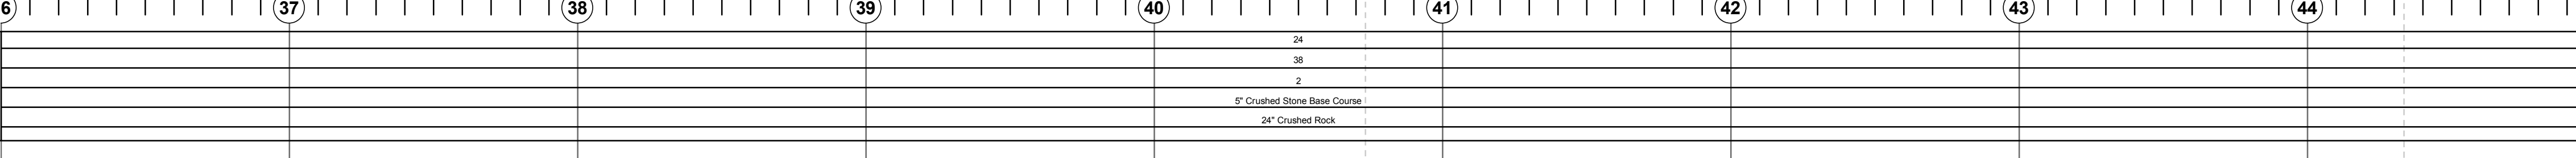 6 37 38 39 40 41 42 43 44
24
38
2
5" Crushed Stone Base Course
24" Crushed Rock